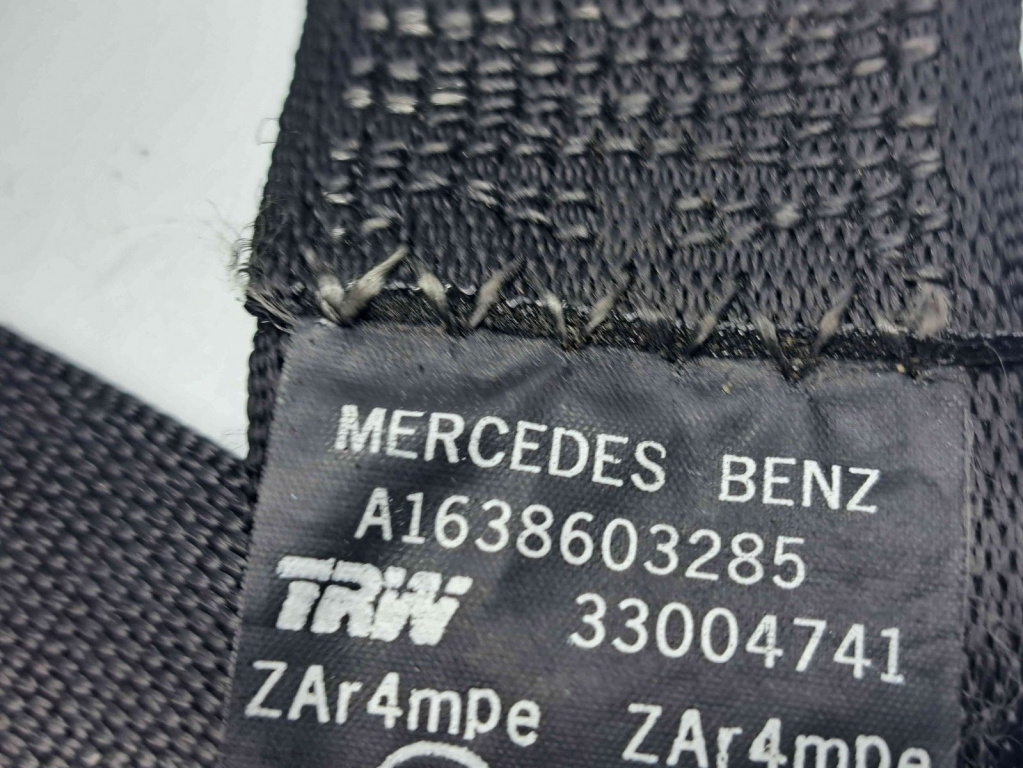 MERCEDES BENZ
A1638603285
TRW 33004741
ZAr4mpe ZAr4mpe